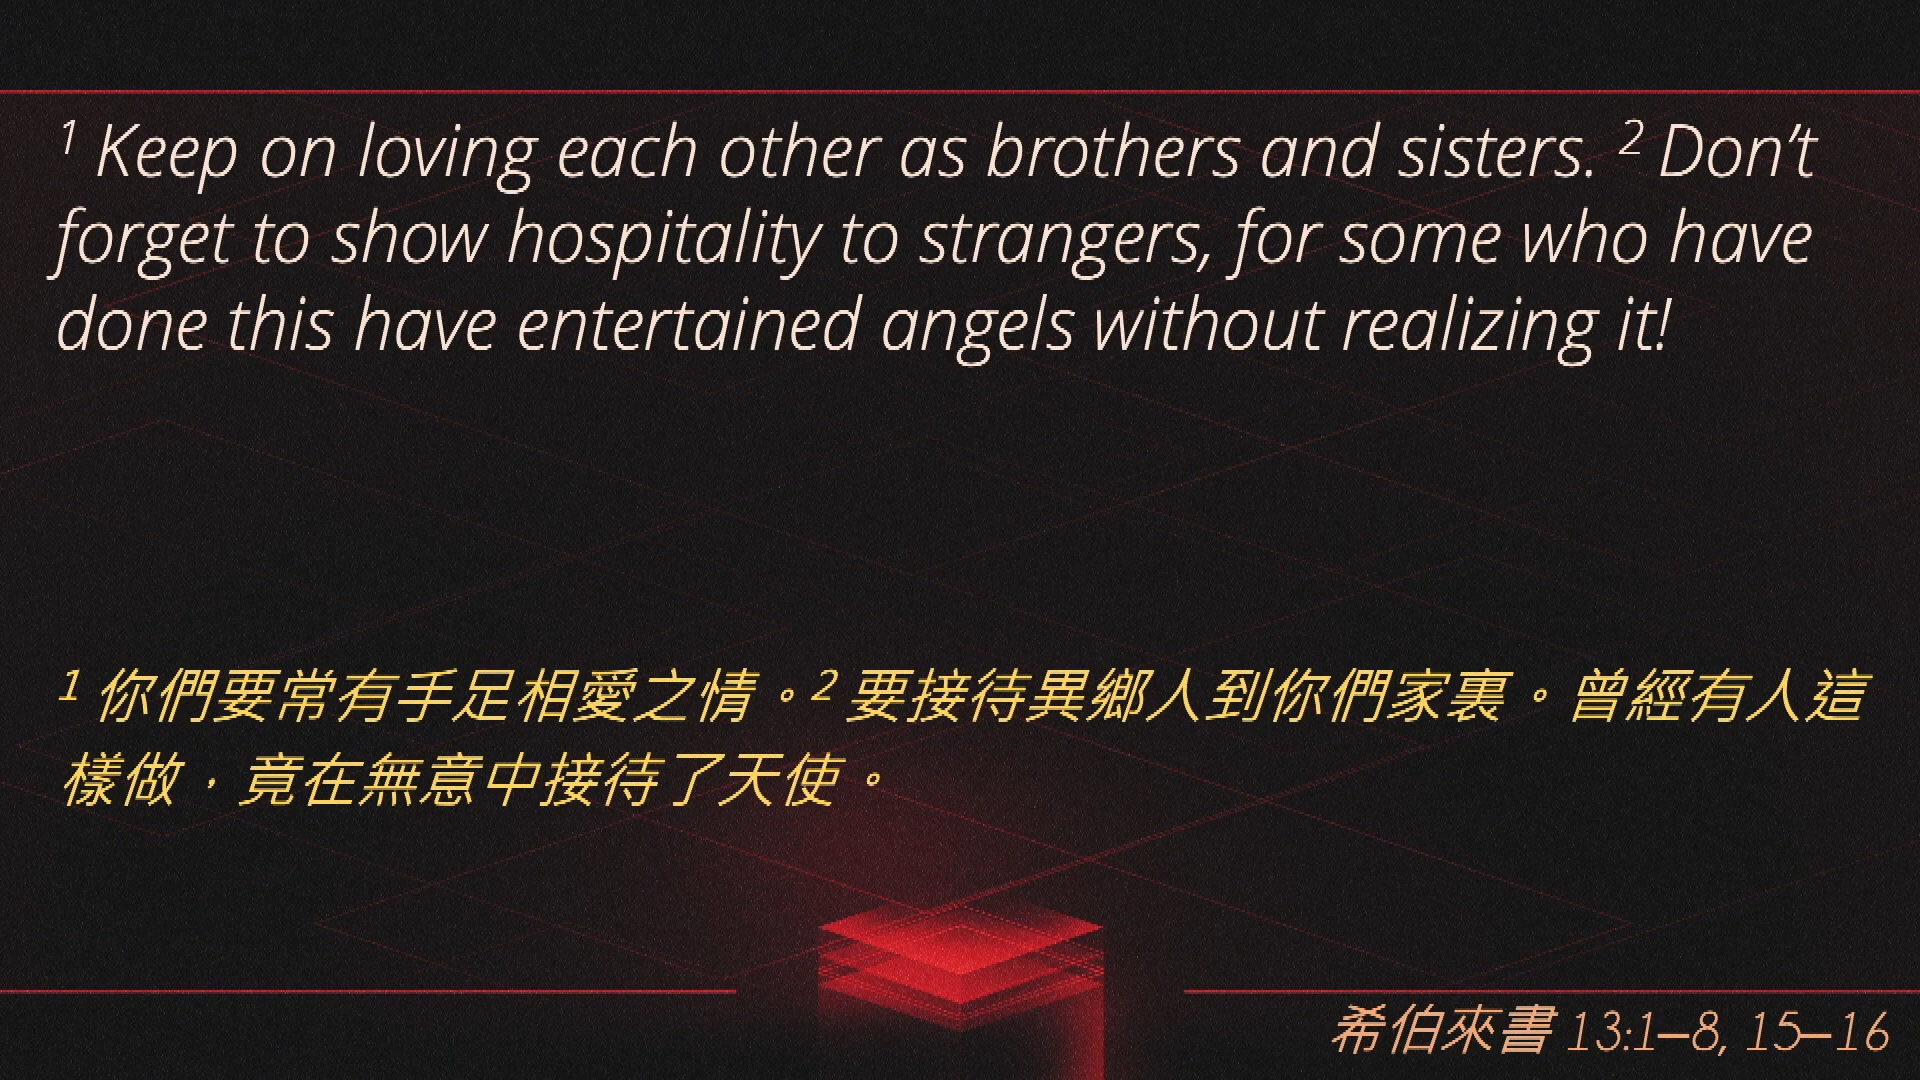 1 Keep on loving each other as brothers and sisters. 2 Don’t
forget to show hospitality to strangers, for some who have
done this have entertained angels without realizing it!
1 你們要常有手足相愛之情。2 要接待異鄉人到你們家裏。曾經有人這
樣做，竟在無意中接待了天使。
希伯來書 13:1–8, 15–16